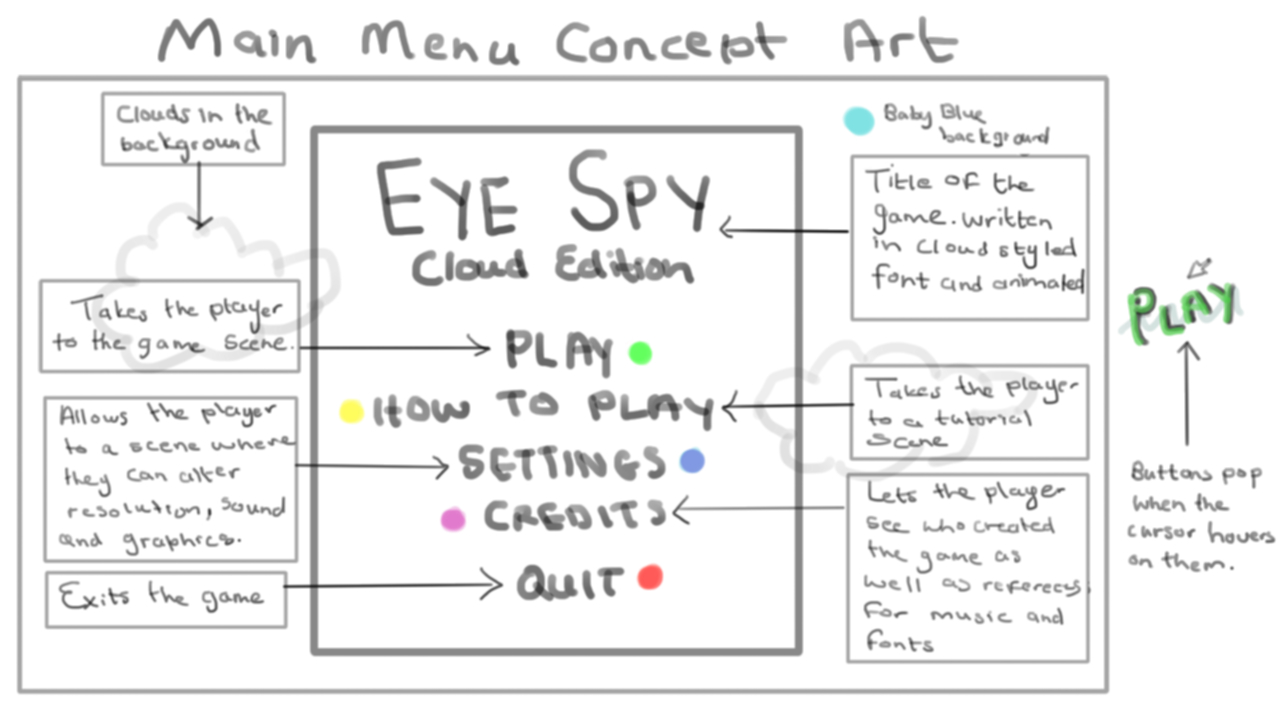 Main Menu Concept Art
Clouds in the
background
Baby Blue
background
EYE SPY
Cloud Edition
Title of the
game. written
in cloud styled
font and animated
Takes the player
to the game scene.
PLAY
HOW TO PLAY
SETTINGS
CREDITS
QUIT
Takes the player
to a tutorial
scene
Allows the player
to a scene where
they can alter
resolution, sound
and graphics.
Lets the player
see who created
the game as
well as refereces
for music and
fonts
Exits the game
PLAY
Buttons pop
when the
cursor hovers
on them.